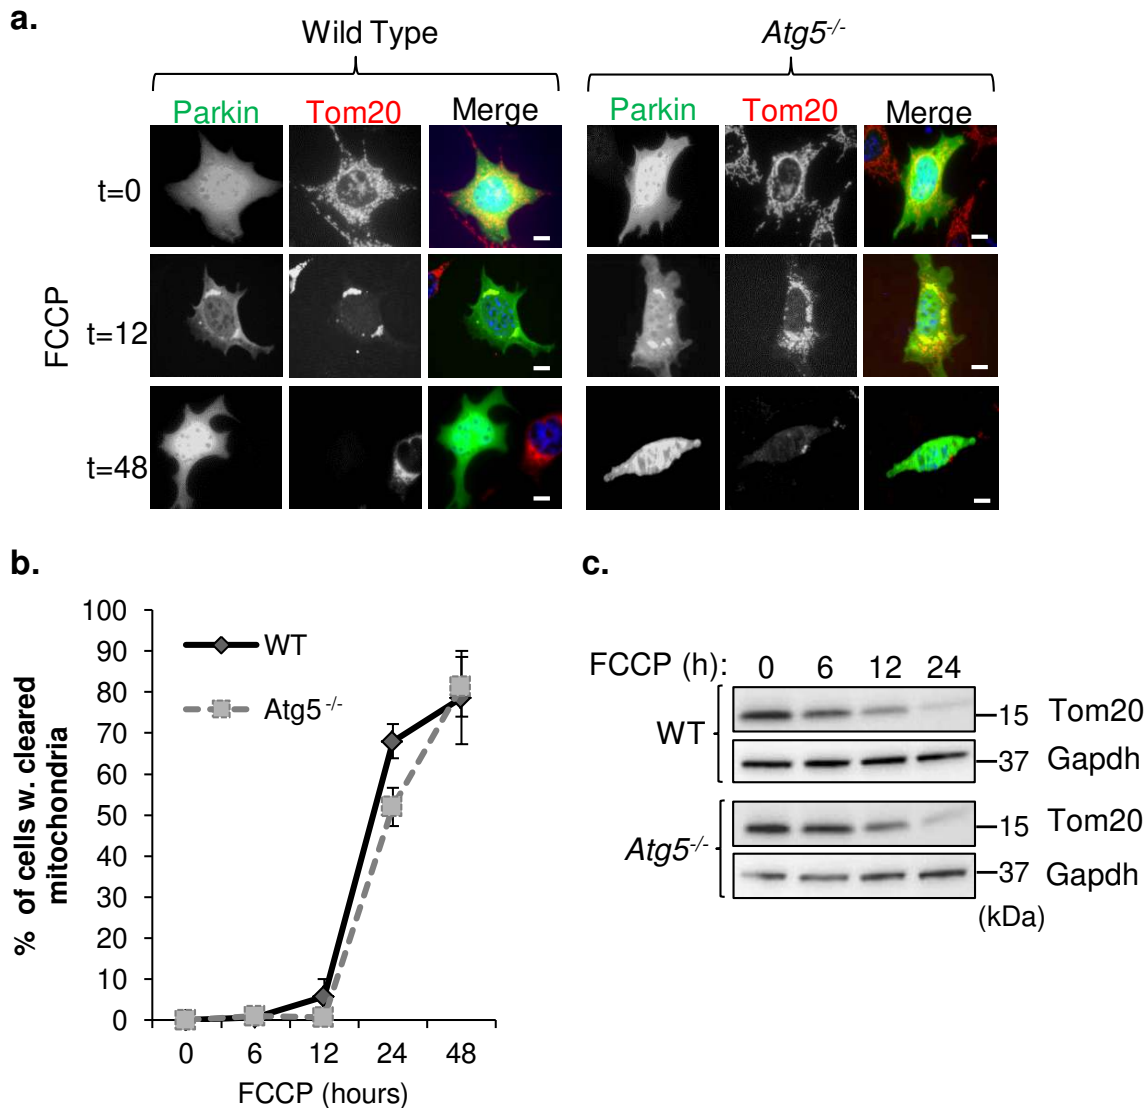 a.
Wild Type
Atg5-/-
Parkin Tom20 Merge
Parkin Tom20 Merge
t=0
FCCP
t=12
t=48
b.
% of cells w. cleared
mitochondria
100
90
80
70
60
50
40
30
20
10
0
WT
Atg5 -/-
0 6 12 24 48
FCCP (hours)
c.
FCCP (h): 0 6 12 24
WT
15 Tom20
37 Gapdh
Atg5-/-
15 Tom20
37 Gapdh
(kDa)